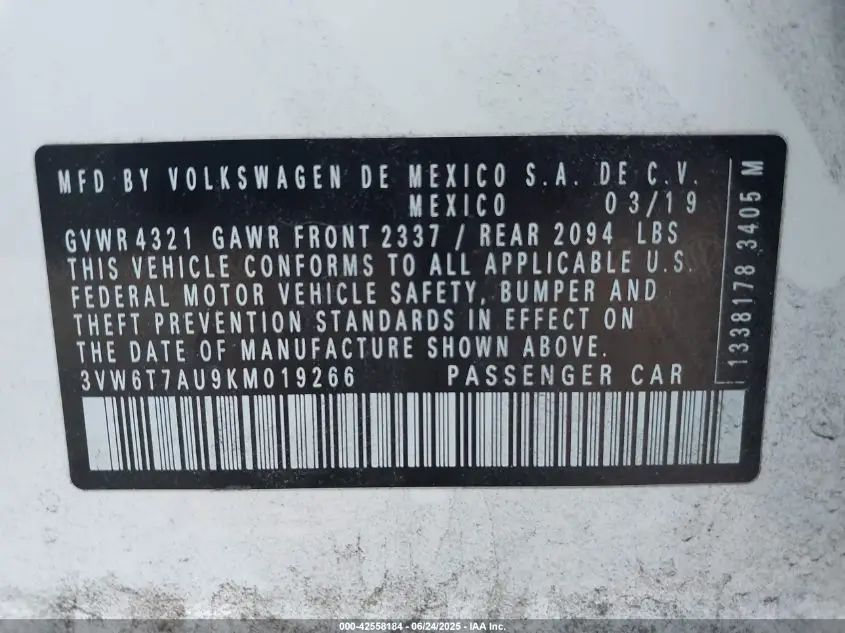 MFD BY VOLKSWAGEN DE MEXICO S.A. DE C.V.
MEXICO 03/19
GVWR 4321 GAWR FRONT 2337 / REAR 2094 LBS
THIS VEHICLE CONFORMS TO ALL APPLICABLE U.S.
FEDERAL MOTOR VEHICLE SAFETY, BUMPER AND
THEFT PREVENTION STANDARDS IN EFFECT ON
THE DATE OF MANUFACTURE SHOWN ABOVE.
3VW6T7AU9KM019266 PASSENGER CAR
1338178 3405 M
000-42558184 - 06/24/2025 - IAA Inc.